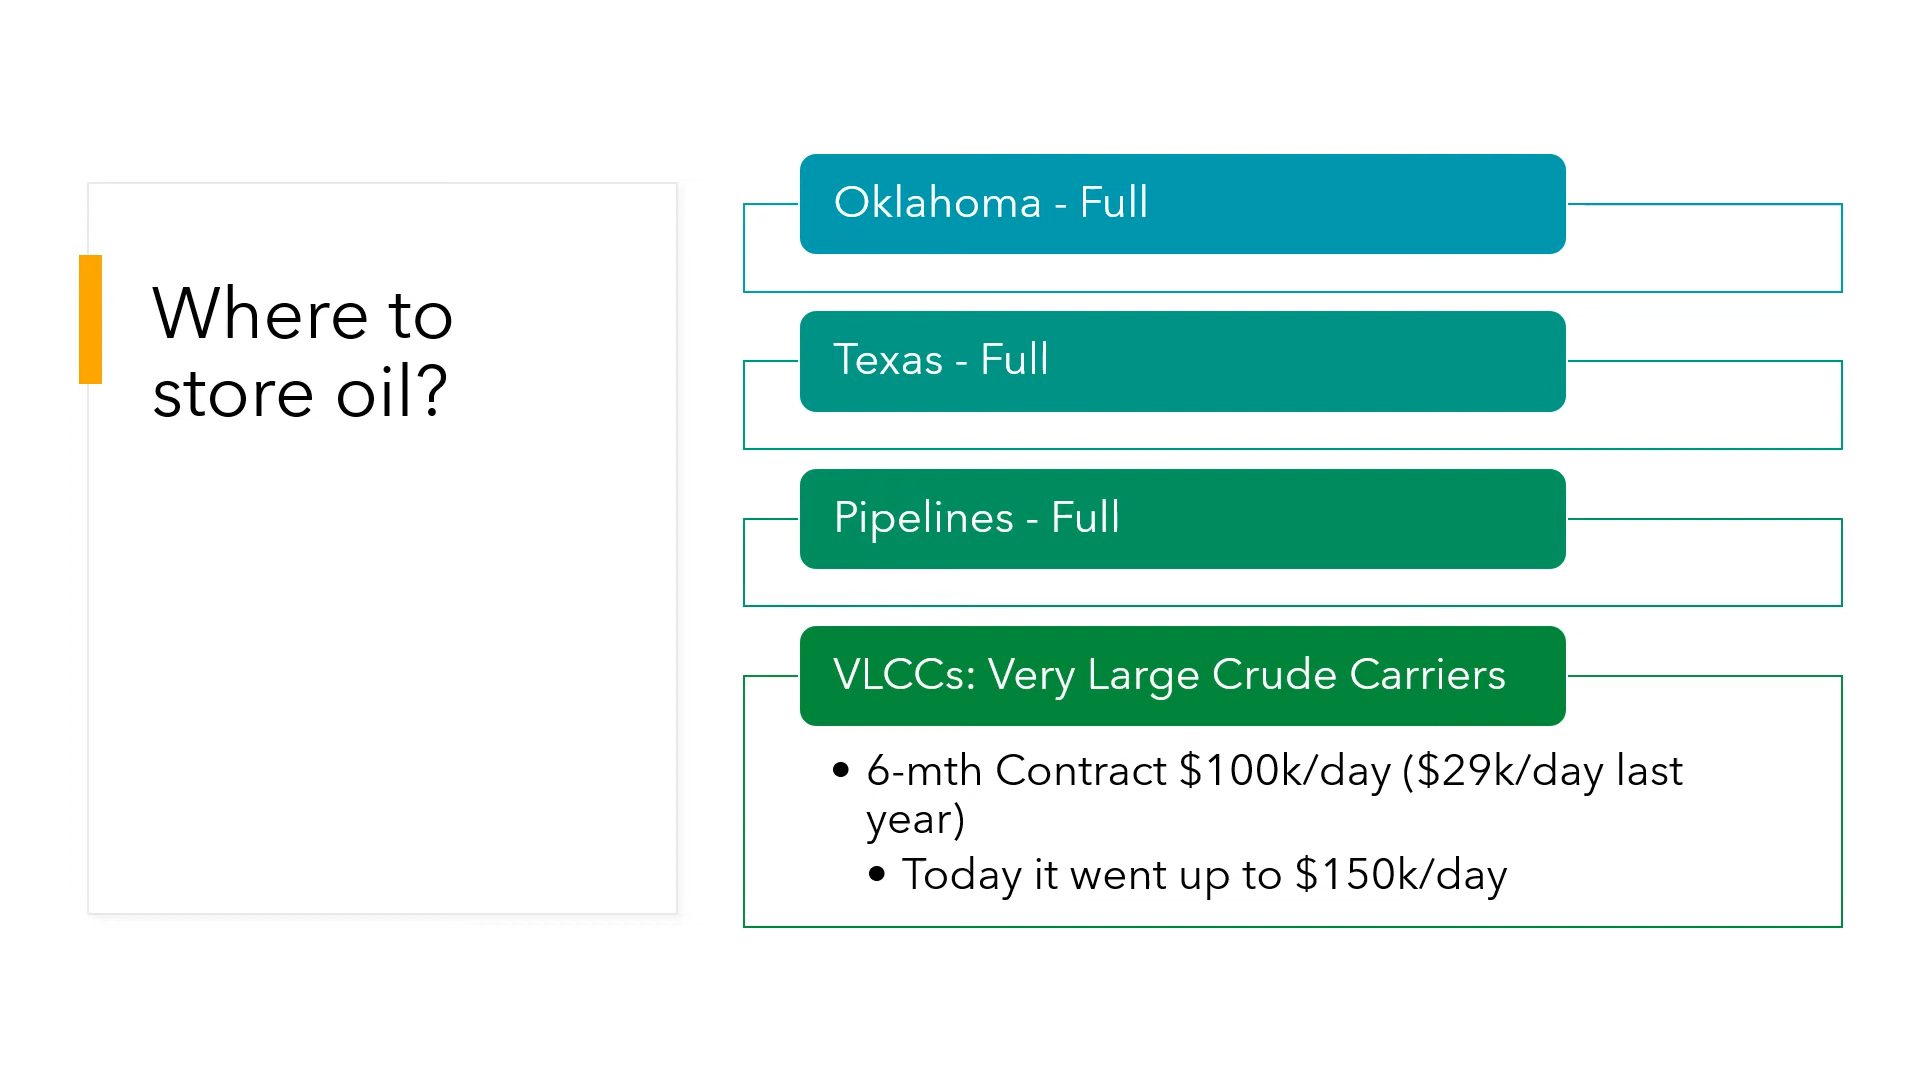 Where to
store oil?
Oklahoma - Full
Texas - Full
Pipelines - Full
VLCCs: Very Large Crude Carriers
• 6-mth Contract $100k/day ($29k/day last
year)
• Today it went up to $150k/day